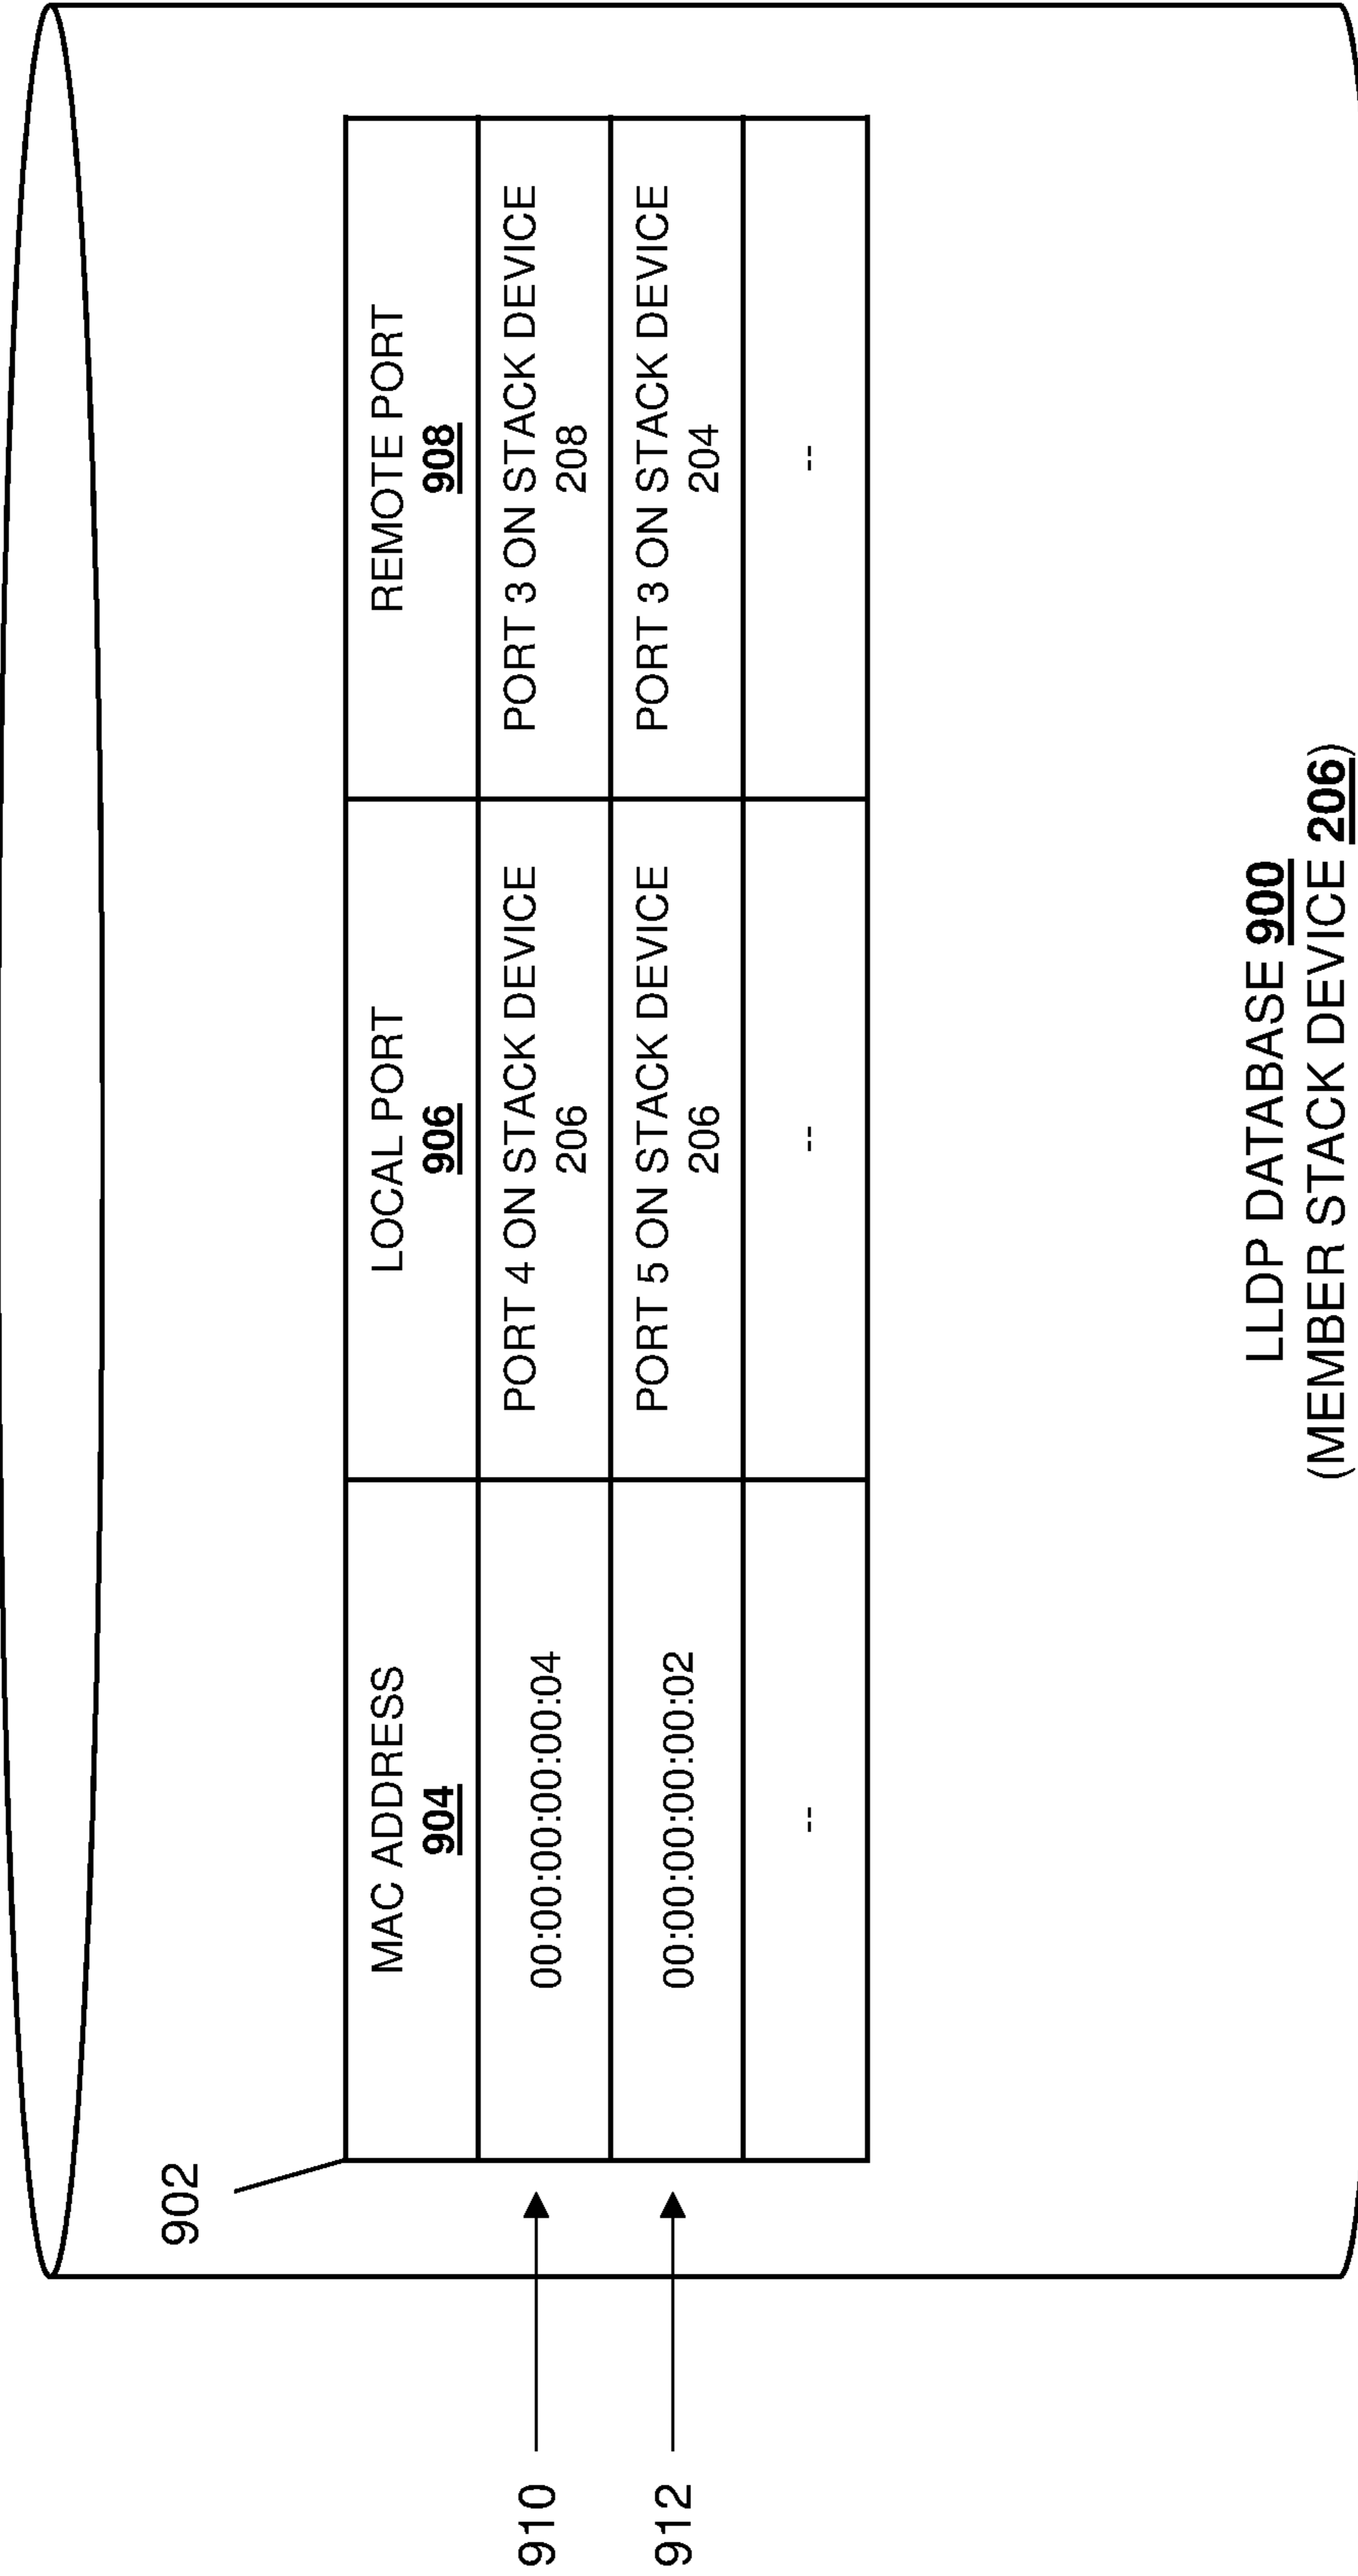 902
MAC ADDRESS
904
LOCAL PORT
906
REMOTE PORT
908
910
00:00:00:00:00:04
PORT 4 ON STACK DEVICE
206
PORT 3 ON STACK DEVICE
208
912
00:00:00:00:00:02
PORT 5 ON STACK DEVICE
206
PORT 3 ON STACK DEVICE
204
--
--
--
LLDP DATABASE 900
(MEMBER STACK DEVICE 206)